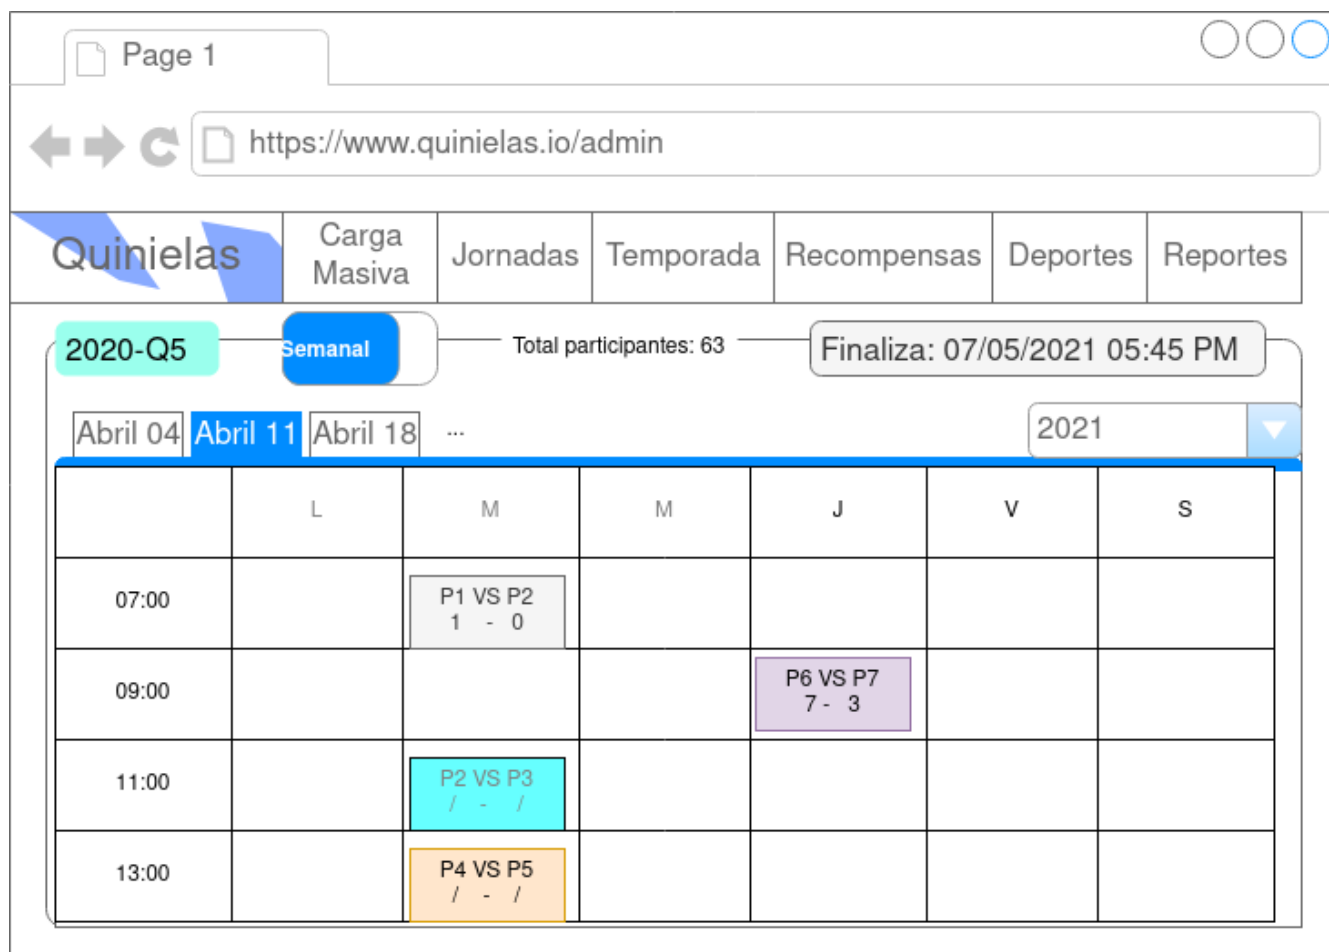 Page 1
https://www.quinielas.io/admin
Quinielas
Carga
Masiva
Jornadas
Temporada
Recompensas
Deportes
Reportes
2020-Q5
Semanal
Total participantes: 63
Finaliza: 07/05/2021 05:45 PM
Abril 04
Abril 11
Abril 18
...
2021
L
M
M
J
V
S
07:00
P1 VS P2
1 - 0
09:00
P6 VS P7
7 - 3
11:00
P2 VS P3
/ - /
13:00
P4 VS P5
/ - /